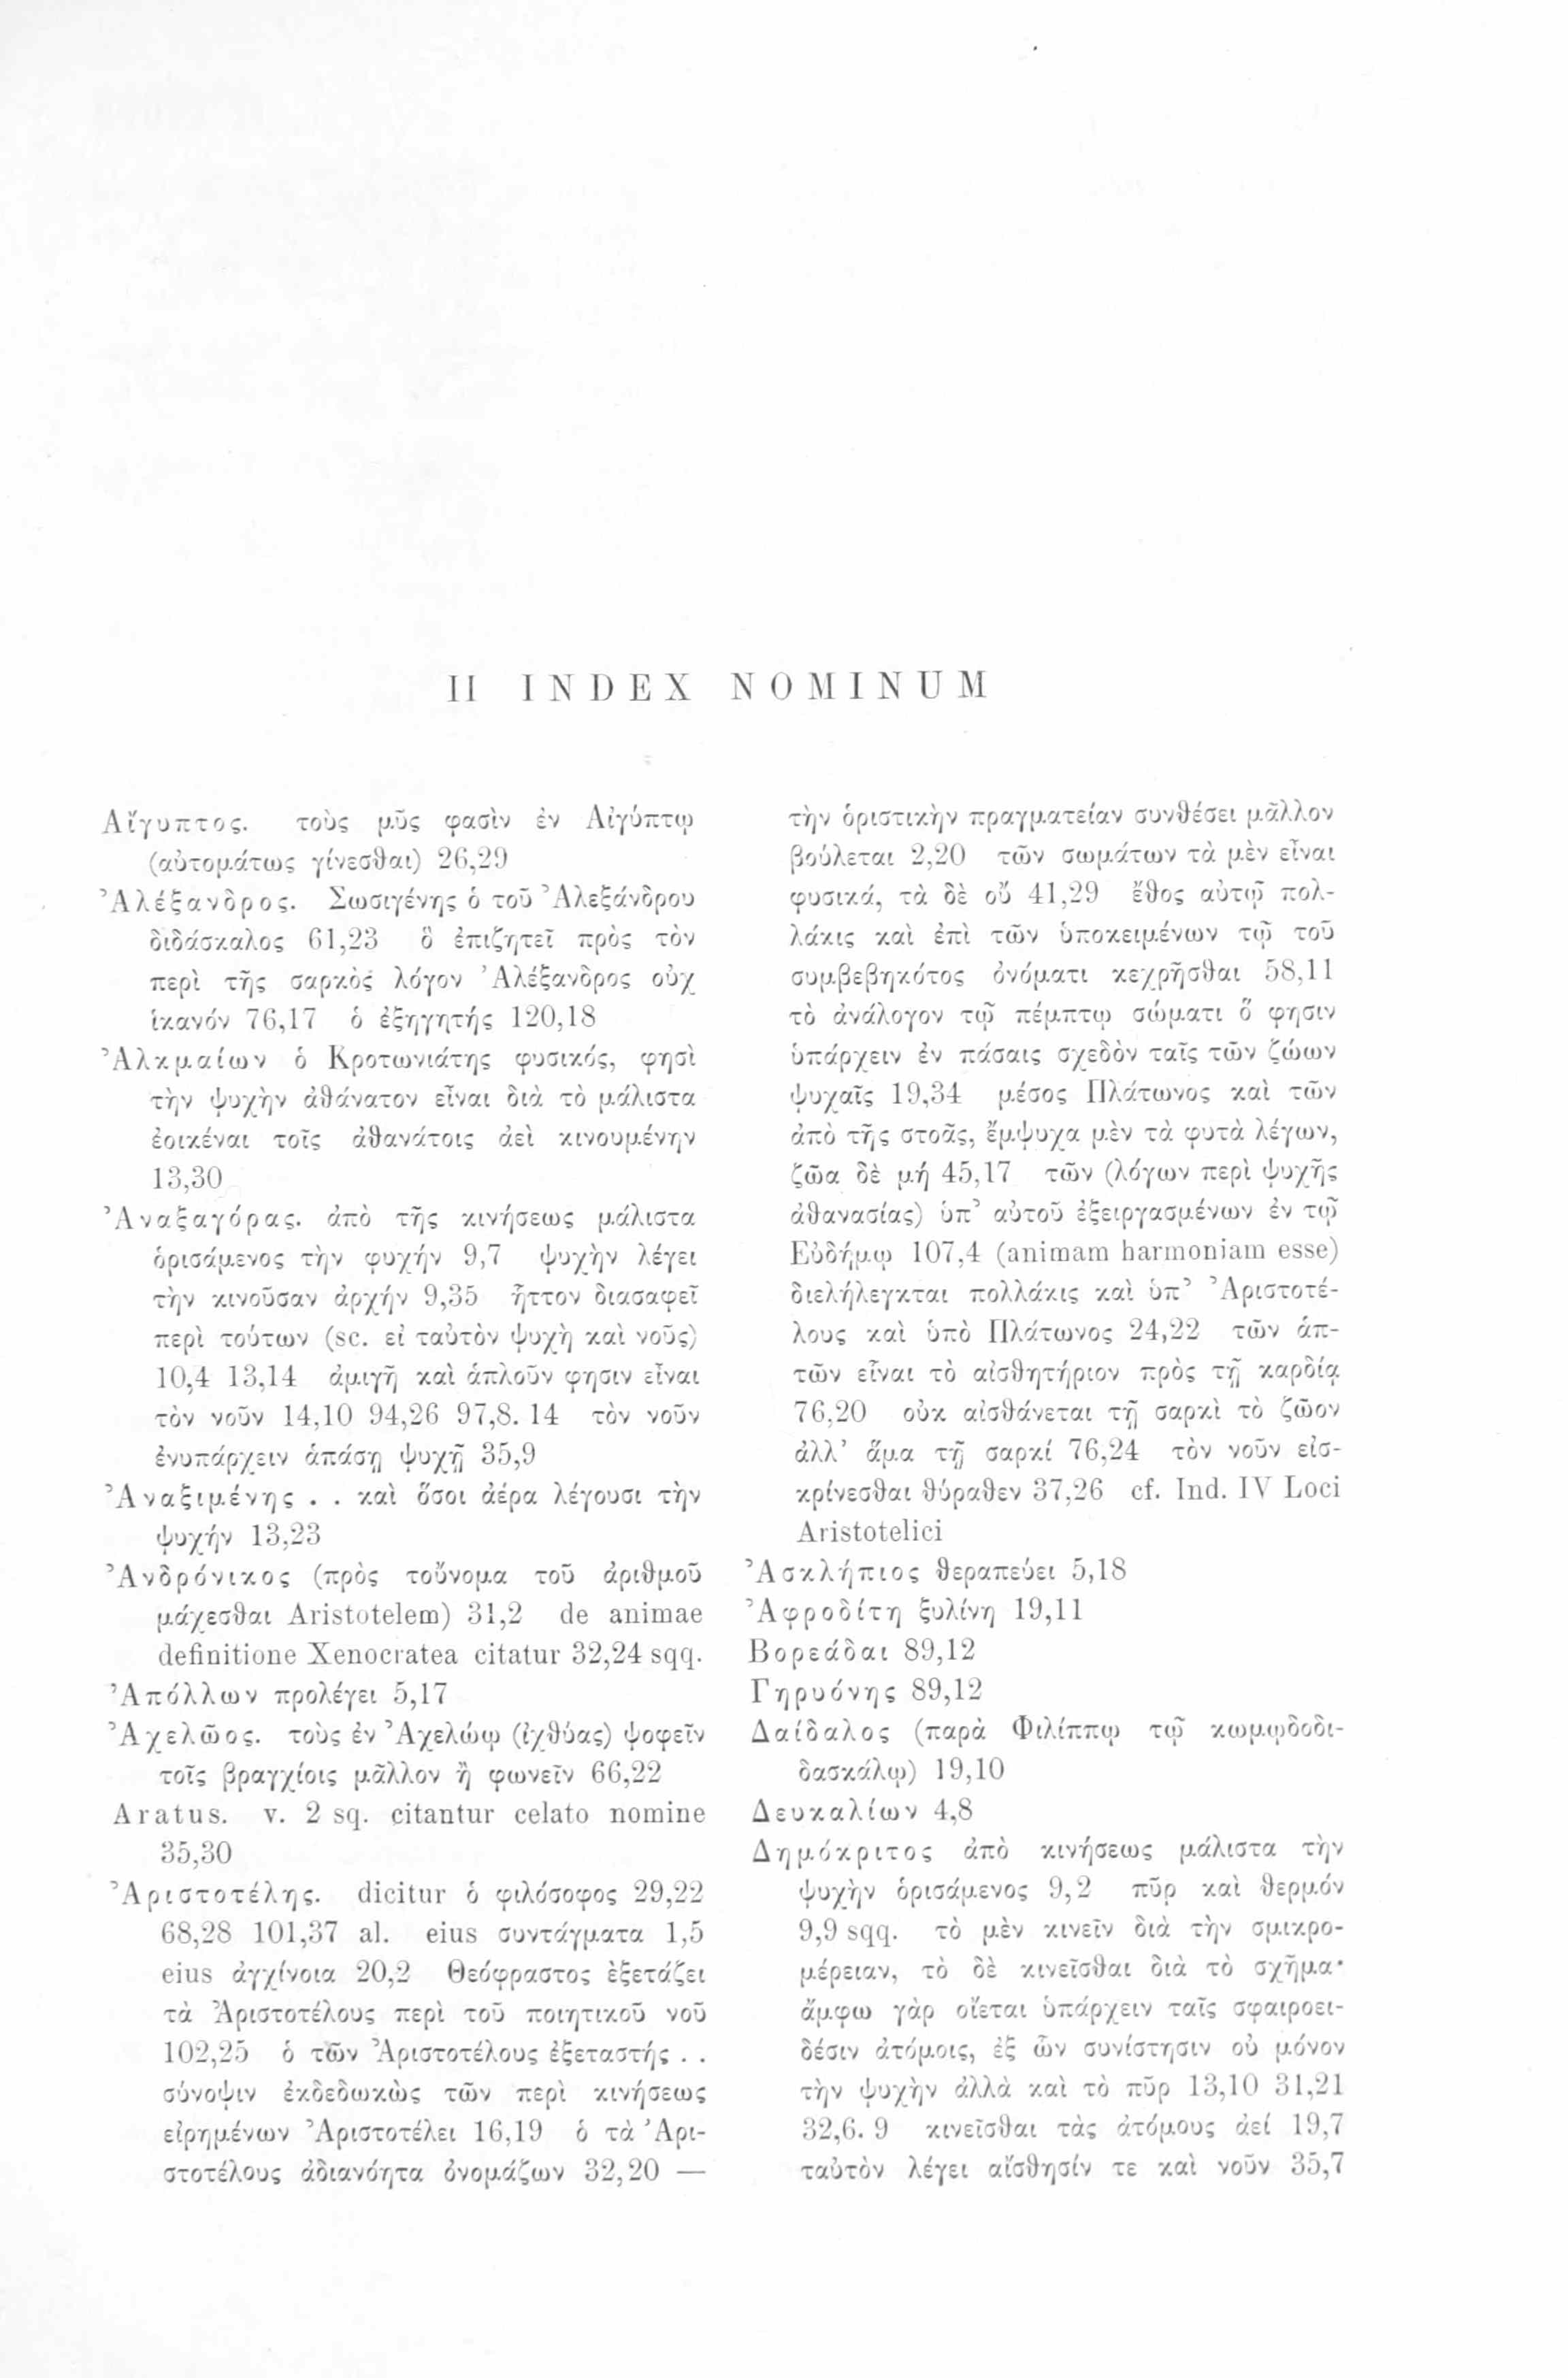 II INDEX NOMINUM
Αἴγυπτος. τοὺς μῦς φασὶν ἐν Αἰγύπτῳ
(αὐτομάτως γίνεσθαι) 26,29
Ἀλέξανδρος. Σωσιγένης ὁ τοῦ Ἀλεξάνδρου
διδάσκαλος 61,23 ὃ ἐπιζητεῖ πρὸς τὸν
περὶ τῆς σαρκὸς λόγον Ἀλέξανδρος οὐχ
ἱκανόν 76,17 ὁ ἐξηγητής 120,18
Ἀλκμαίων ὁ Κροτωνιάτης φυσικός, φησὶ
τὴν ψυχὴν ἀθάνατον εἶναι διὰ τὸ μάλιστα
ἐοικέναι τοῖς ἀθανάτοις ἀεὶ κινουμένην
13,30
Ἀναξαγόρας. ἀπὸ τῆς κινήσεως μάλιστα
ὁρισάμενος τὴν φυχήν 9,7 ψυχὴν λέγει
τὴν κινοῦσαν ἀρχήν 9,35 ἧττον διασαφεῖ
περὶ τούτων (sc. εἰ ταὐτὸν ψυχὴ καὶ νοῦς)
10,4 13,14 ἀμιγῆ καὶ ἁπλοῦν φησιν εἶναι
τὸν νοῦν 14,10 94,26 97,8. 14 τὸν νοῦν
ἐνυπάρχειν ἁπάσῃ ψυχῇ 35,9
Ἀναξιμένης . . καὶ ὅσοι ἀέρα λέγουσι τὴν
ψυχήν 13,23
Ἀνδρόνικος (πρὸς τοὔνομα τοῦ ἀριθμοῦ
μάχεσθαι Aristotelem) 31,2 de animae
definitione Xenocratea citatur 32,24 sqq.
Ἀπόλλων προλέγει 5,17
Ἀχελῶος. τοὺς ἐν Ἀχελώῳ (ἰχθύας) ψοφεῖν
τοῖς βραγχίοις μᾶλλον ἢ φωνεῖν 66,22
Aratus. v. 2 sq. citantur celato nomine
35,30
Ἀριστοτέλης. dicitur ὁ φιλόσοφος 29,22
68,28 101,37 al. eius συντάγματα 1,5
eius ἀγχίνοια 20,2 Θεόφραστος ἐξετάζει
τὰ Ἀριστοτέλους περὶ τοῦ ποιητικοῦ νοῦ
102,25 ὁ τῶν Ἀριστοτέλους ἐξεταστής . .
σύνοψιν ἐκδεδωκὼς τῶν περὶ κινήσεως
εἰρημένων Ἀριστοτέλει 16,19 ὁ τὰ Ἀρι-
στοτέλους ἀδιανόητα ὀνομάζων 32,20 —
τὴν ὁριστικὴν πραγματείαν συνθέσει μᾶλλον
βούλεται 2,20 τῶν σωμάτων τὰ μὲν εἶναι
φυσικά, τὰ δὲ οὔ 41,29 ἔθος αὐτῷ πολ-
λάκις καὶ ἐπὶ τῶν ὑποκειμένων τῷ τοῦ
συμβεβηκότος ὀνόματι κεχρῆσθαι 58,11
τὸ ἀνάλογον τῷ πέμπτῳ σώματι ὅ φησιν
ὑπάρχειν ἐν πάσαις σχεδὸν ταῖς τῶν ζώων
ψυχαῖς 19,34 μέσος Πλάτωνος καὶ τῶν
ἀπὸ τῆς στοᾶς, ἔμψυχα μὲν τὰ φυτὰ λέγων,
ζῶα δὲ μή 45,17 τῶν (λόγων περὶ ψυχῆς
ἀθανασίας) ὑπ’ αὐτοῦ ἐξειργασμένων ἐν τῷ
Εὐδήμῳ 107,4 (animam harmoniam esse)
διελήλεγκται πολλάκις καὶ ὑπ’ Ἀριστοτέ-
λους καὶ ὑπὸ Πλάτωνος 24,22 τῶν ἁπ-
τῶν εἶναι τὸ αἰσθητήριον πρὸς τῇ καρδίᾳ
76,20 οὐκ αἰσθάνεται τῇ σαρκὶ τὸ ζῶον
ἀλλ’ ἅμα τῇ σαρκί 76,24 τὸν νοῦν εἰσ-
κρίνεσθαι θύραθεν 37,26 cf. Ind. IV Loci
Aristotelici
Ἀσκλήπιος θεραπεύει 5,18
Ἀφροδίτη ξυλίνη 19,11
Βορεάδαι 89,12
Γηρυόνης 89,12
Δαίδαλος (παρὰ Φιλίππῳ τῷ κωμῳδοδι-
δασκάλῳ) 19,10
Δευκαλίων 4,8
Δημόκριτος ἀπὸ κινήσεως μάλιστα τὴν
ψυχὴν ὁρισάμενος 9,2 πῦρ καὶ θερμόν
9,9 sqq. τὸ μὲν κινεῖν διὰ τὴν σμικρο-
μέρειαν, τὸ δὲ κινεῖσθαι διὰ τὸ σχῆμα·
ἄμφω γὰρ οἴεται ὑπάρχειν ταῖς σφαιροει-
δέσιν ἀτόμοις, ἐξ ὧν συνίστησιν οὐ μόνον
τὴν ψυχὴν ἀλλὰ καὶ τὸ πῦρ 13,10 31,21
32,6. 9 κινεῖσθαι τὰς ἀτόμους ἀεί 19,7
ταὐτὸν λέγει αἴσθησίν τε καὶ νοῦν 35,7